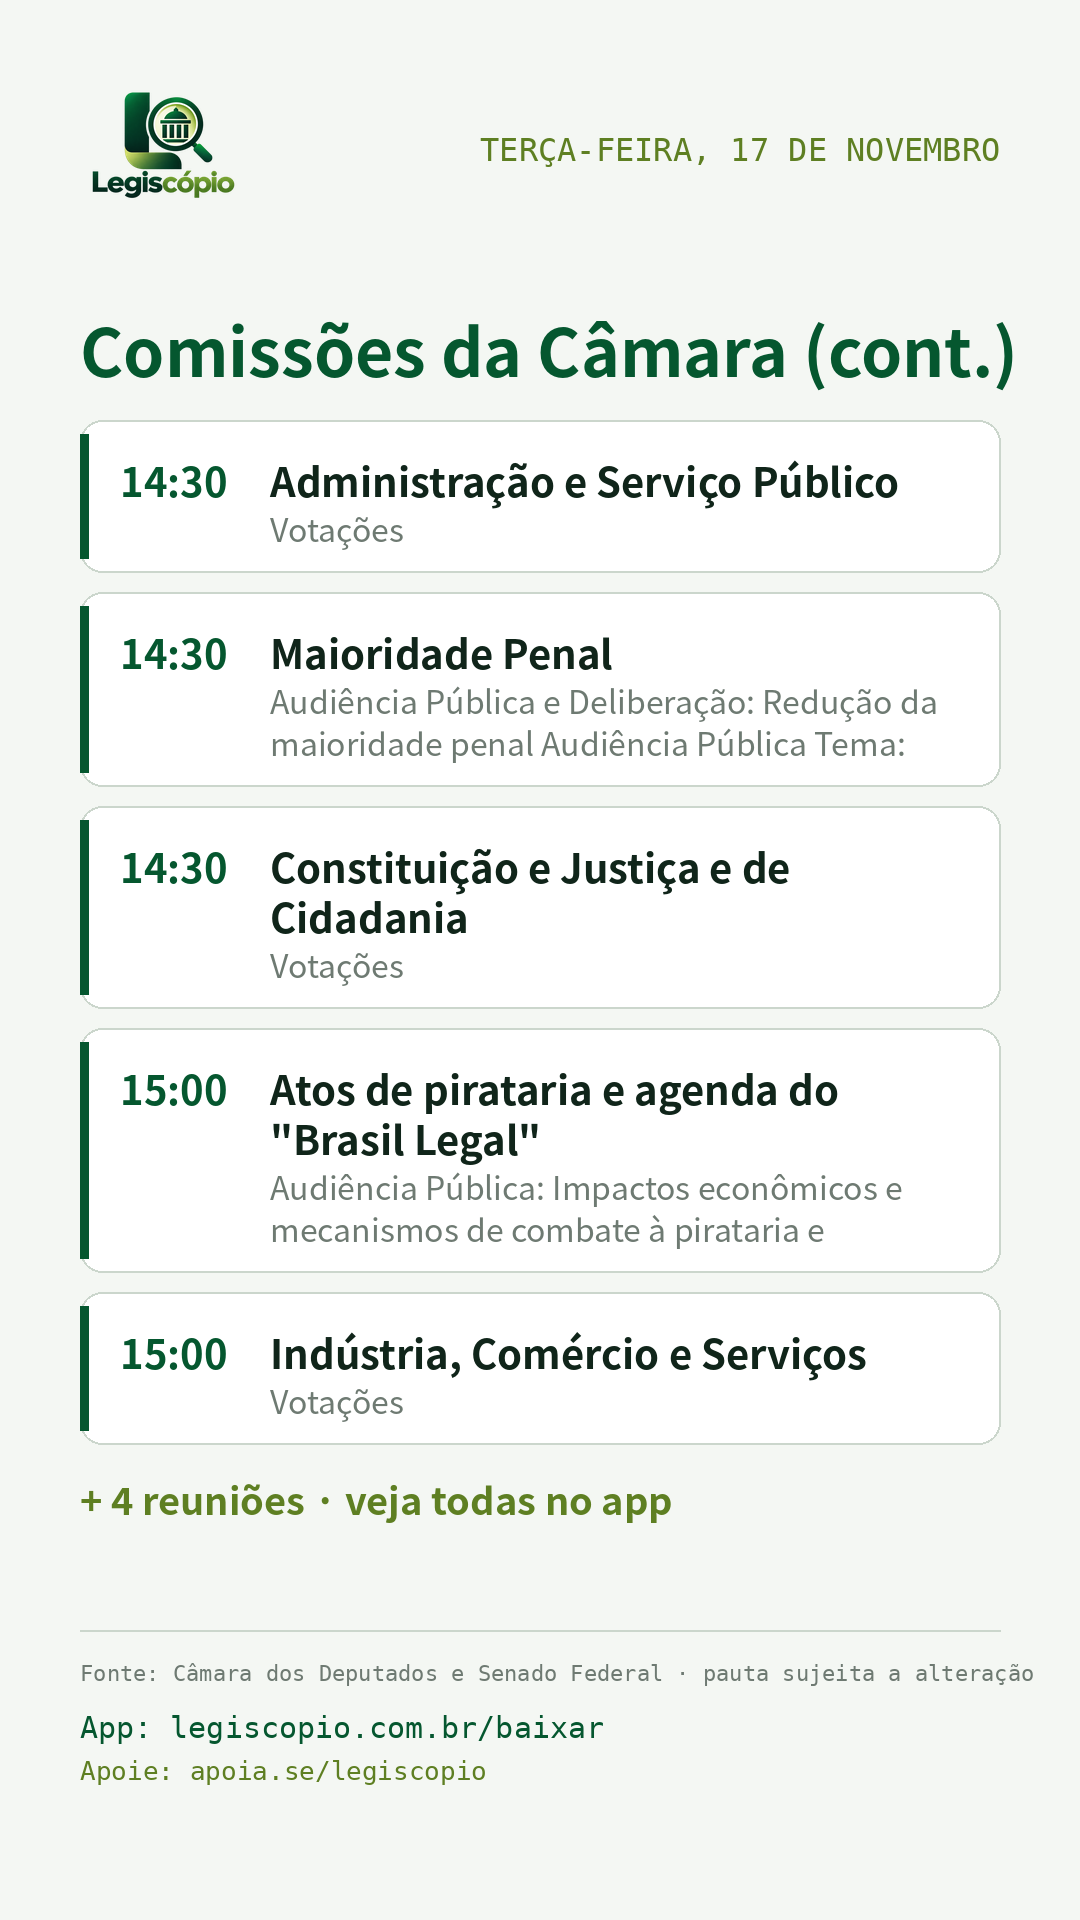 Legiscópio
TERÇA-FEIRA, 17 DE NOVEMBRO
Comissões da Câmara (cont.)
14:30 Administração e Serviço Público
Votações
14:30 Maioridade Penal
Audiência Pública e Deliberação: Redução da
maioridade penal Audiência Pública Tema:
14:30 Constituição e Justiça e de
Cidadania
Votações
15:00 Atos de pirataria e agenda do
"Brasil Legal"
Audiência Pública: Impactos econômicos e
mecanismos de combate à pirataria e
15:00 Indústria, Comércio e Serviços
Votações
+ 4 reuniões · veja todas no app
Fonte: Câmara dos Deputados e Senado Federal · pauta sujeita a alteração
App: legiscopio.com.br/baixar
Apoie: apoia.se/legiscopio